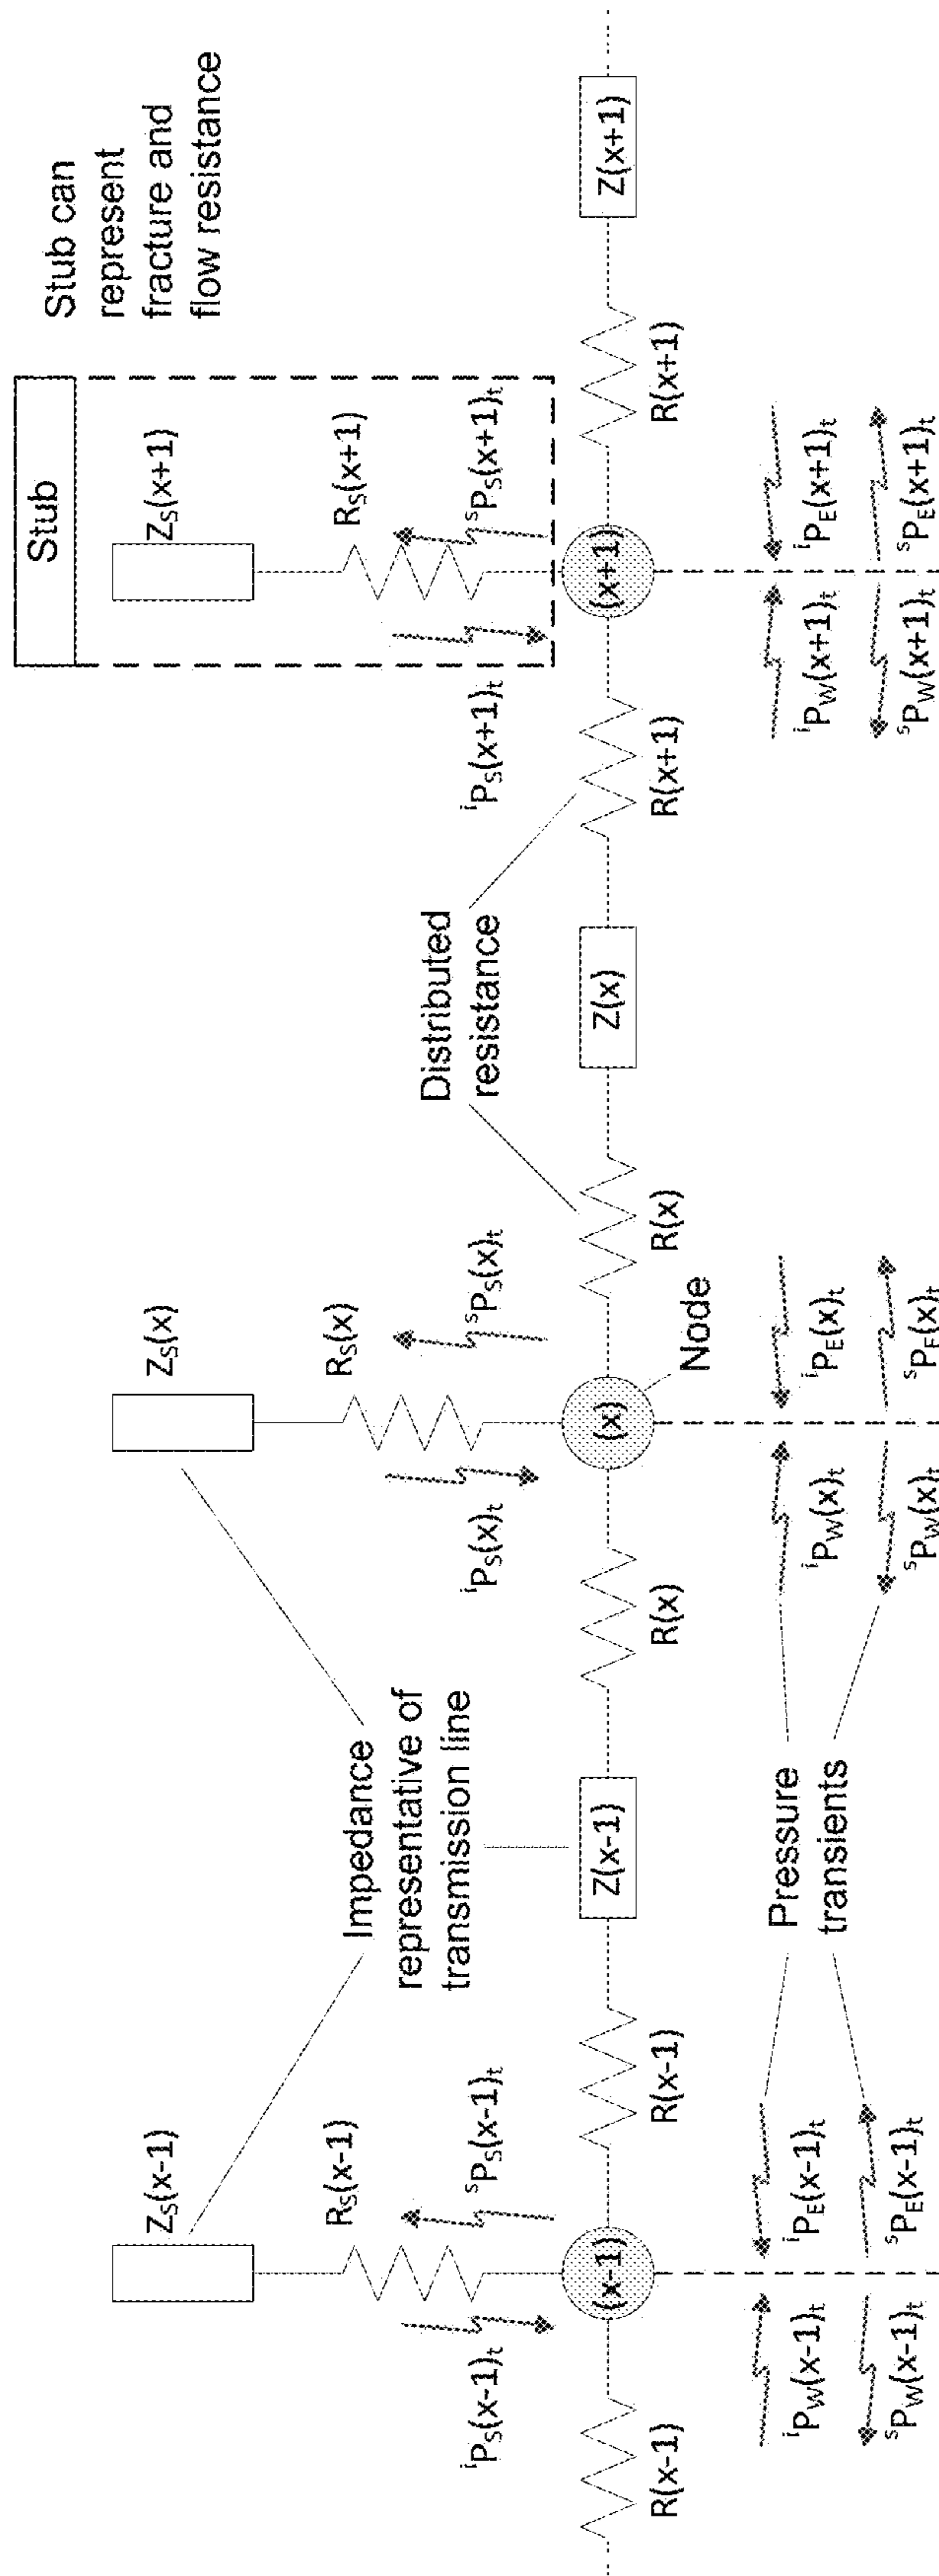 Stub
Stub can
represent
fracture and
flow resistance
Z_S(x-1)
Z_S(x)
Z_S(x+1)
R_S(x-1)
R_S(x)
R_S(x+1)
ⁱP_S(x-1)_t
ˢP_S(x-1)_t
ⁱP_S(x)_t
ˢP_S(x)_t
ⁱP_S(x+1)_t
ˢP_S(x+1)_t
Impedance
representative of
transmission line
Distributed
resistance
(x-1)
Z(x-1)
(x)
Z(x)
(x+1)
Z(x+1)
R(x-1)
R(x-1)
R(x)
R(x)
R(x+1)
R(x+1)
Node
Pressure
transients
ⁱP_W(x-1)_t
ⁱP_E(x-1)_t
ⁱP_W(x)_t
ⁱP_E(x)_t
ⁱP_W(x+1)_t
ⁱP_E(x+1)_t
ˢP_W(x-1)_t
ˢP_E(x-1)_t
ˢP_W(x)_t
ˢP_E(x)_t
ˢP_W(x+1)_t
ˢP_E(x+1)_t